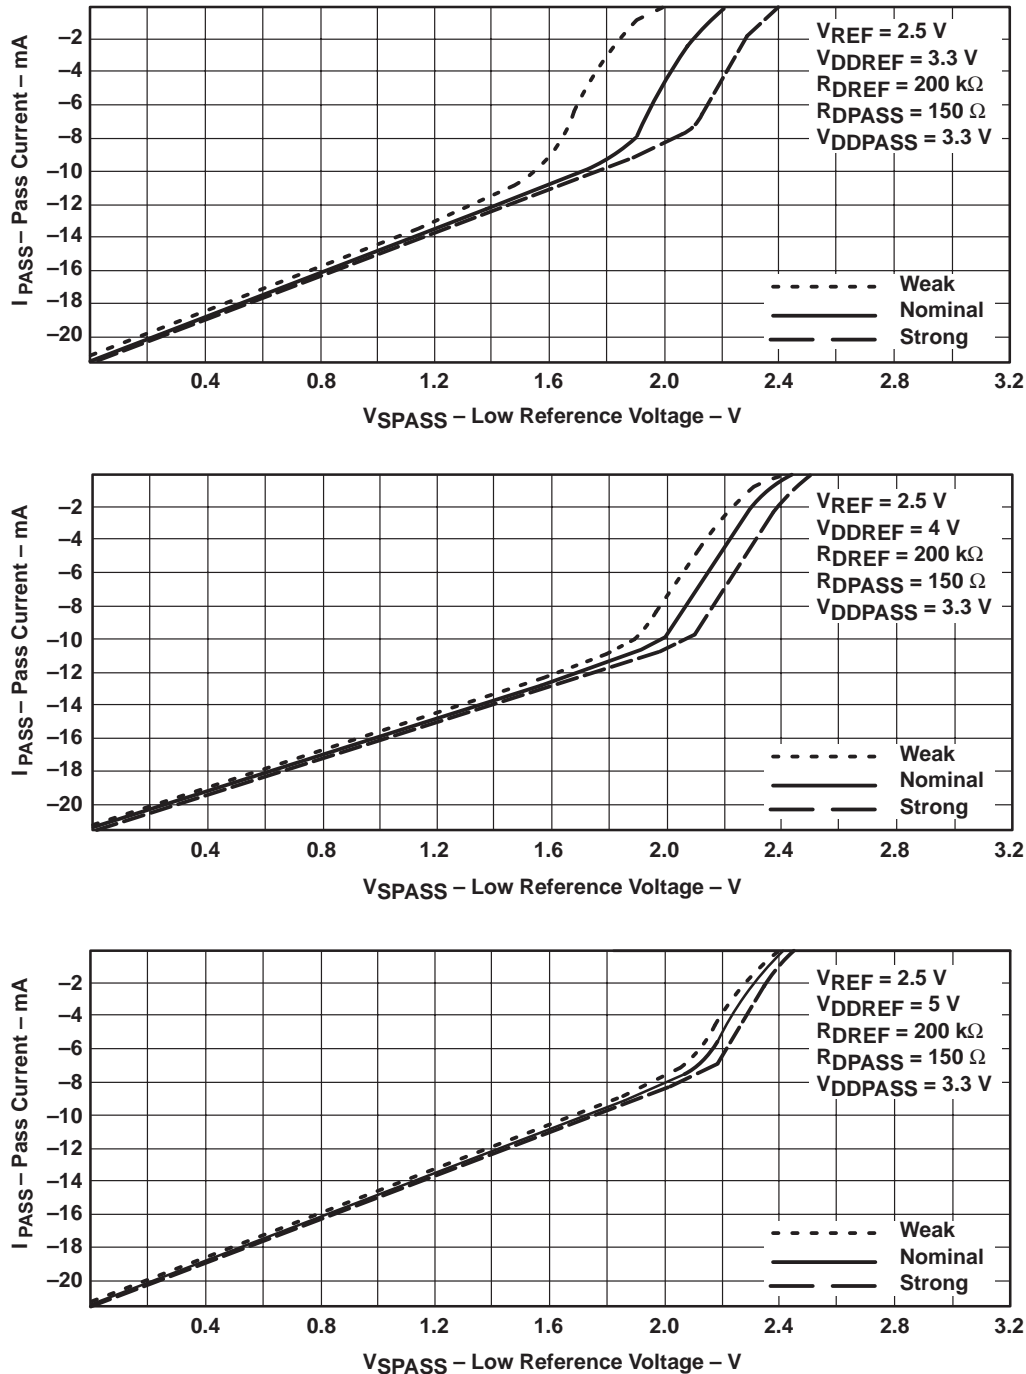 I PASS – Pass Current – mA
–2
–4
–6
–8
–10
–12
–14
–16
–18
–20
VREF = 2.5 V
VDDREF = 3.3 V
RDREF = 200 kΩ
RDPASS = 150 Ω
VDDPASS = 3.3 V
Weak
Nominal
Strong
0.4 0.8 1.2 1.6 2.0 2.4 2.8 3.2
VSPASS – Low Reference Voltage – V
I PASS – Pass Current – mA
–2
–4
–6
–8
–10
–12
–14
–16
–18
–20
VREF = 2.5 V
VDDREF = 4 V
RDREF = 200 kΩ
RDPASS = 150 Ω
VDDPASS = 3.3 V
Weak
Nominal
Strong
0.4 0.8 1.2 1.6 2.0 2.4 2.8 3.2
VSPASS – Low Reference Voltage – V
I PASS – Pass Current – mA
–2
–4
–6
–8
–10
–12
–14
–16
–18
–20
VREF = 2.5 V
VDDREF = 5 V
RDREF = 200 kΩ
RDPASS = 150 Ω
VDDPASS = 3.3 V
Weak
Nominal
Strong
0.4 0.8 1.2 1.6 2.0 2.4 2.8 3.2
VSPASS – Low Reference Voltage – V